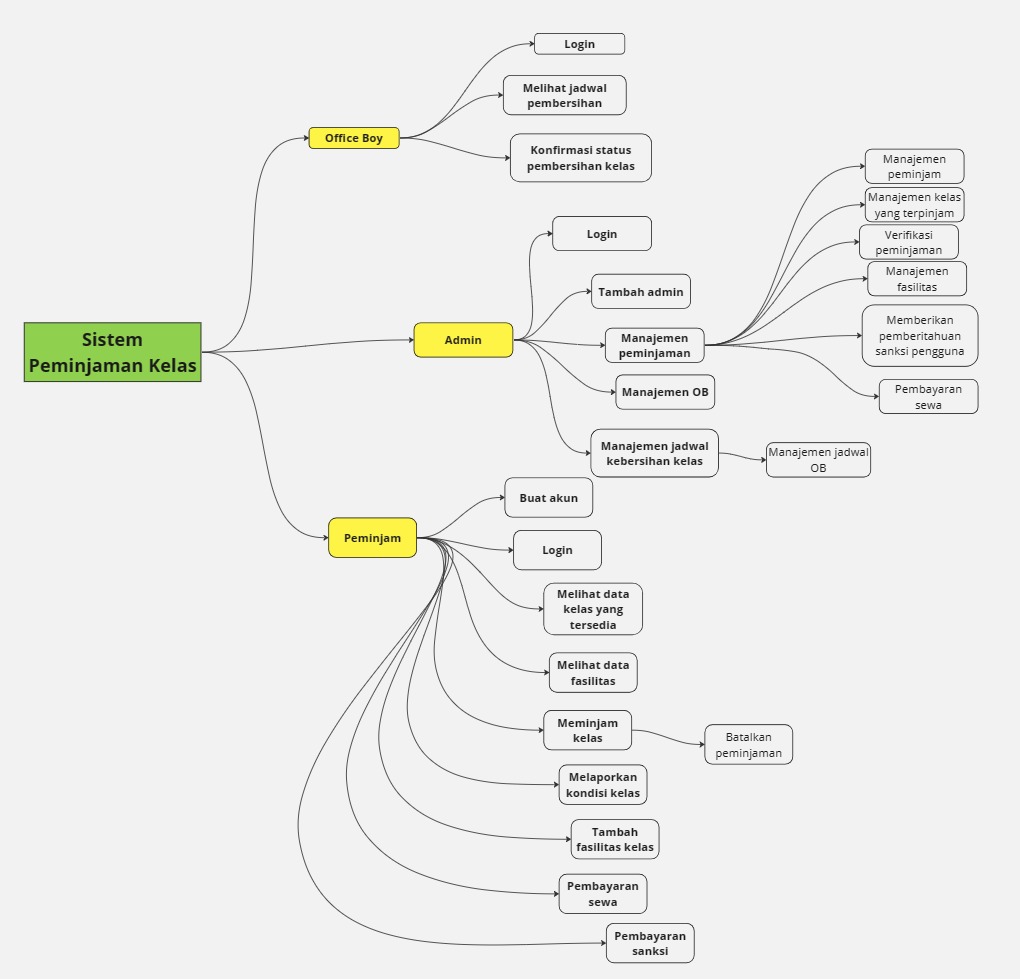 Sistem
Peminjaman Kelas
Office Boy
Login
Melihat jadwal
pembersihan
Konfirmasi status
pembersihan kelas
Admin
Login
Tambah admin
Manajemen
peminjaman
Manajemen
peminjam
Manajemen kelas
yang terpinjam
Verifikasi
peminjaman
Manajemen
fasilitas
Memberikan
pemberitahuan
sanksi pengguna
Pembayaran
sewa
Manajemen OB
Manajemen jadwal
kebersihan kelas
Manajemen jadwal
OB
Peminjam
Buat akun
Login
Melihat data
kelas yang
tersedia
Melihat data
fasilitas
Meminjam
kelas
Batalkan
peminjaman
Melaporkan
kondisi kelas
Tambah
fasilitas kelas
Pembayaran
sewa
Pembayaran
sanksi